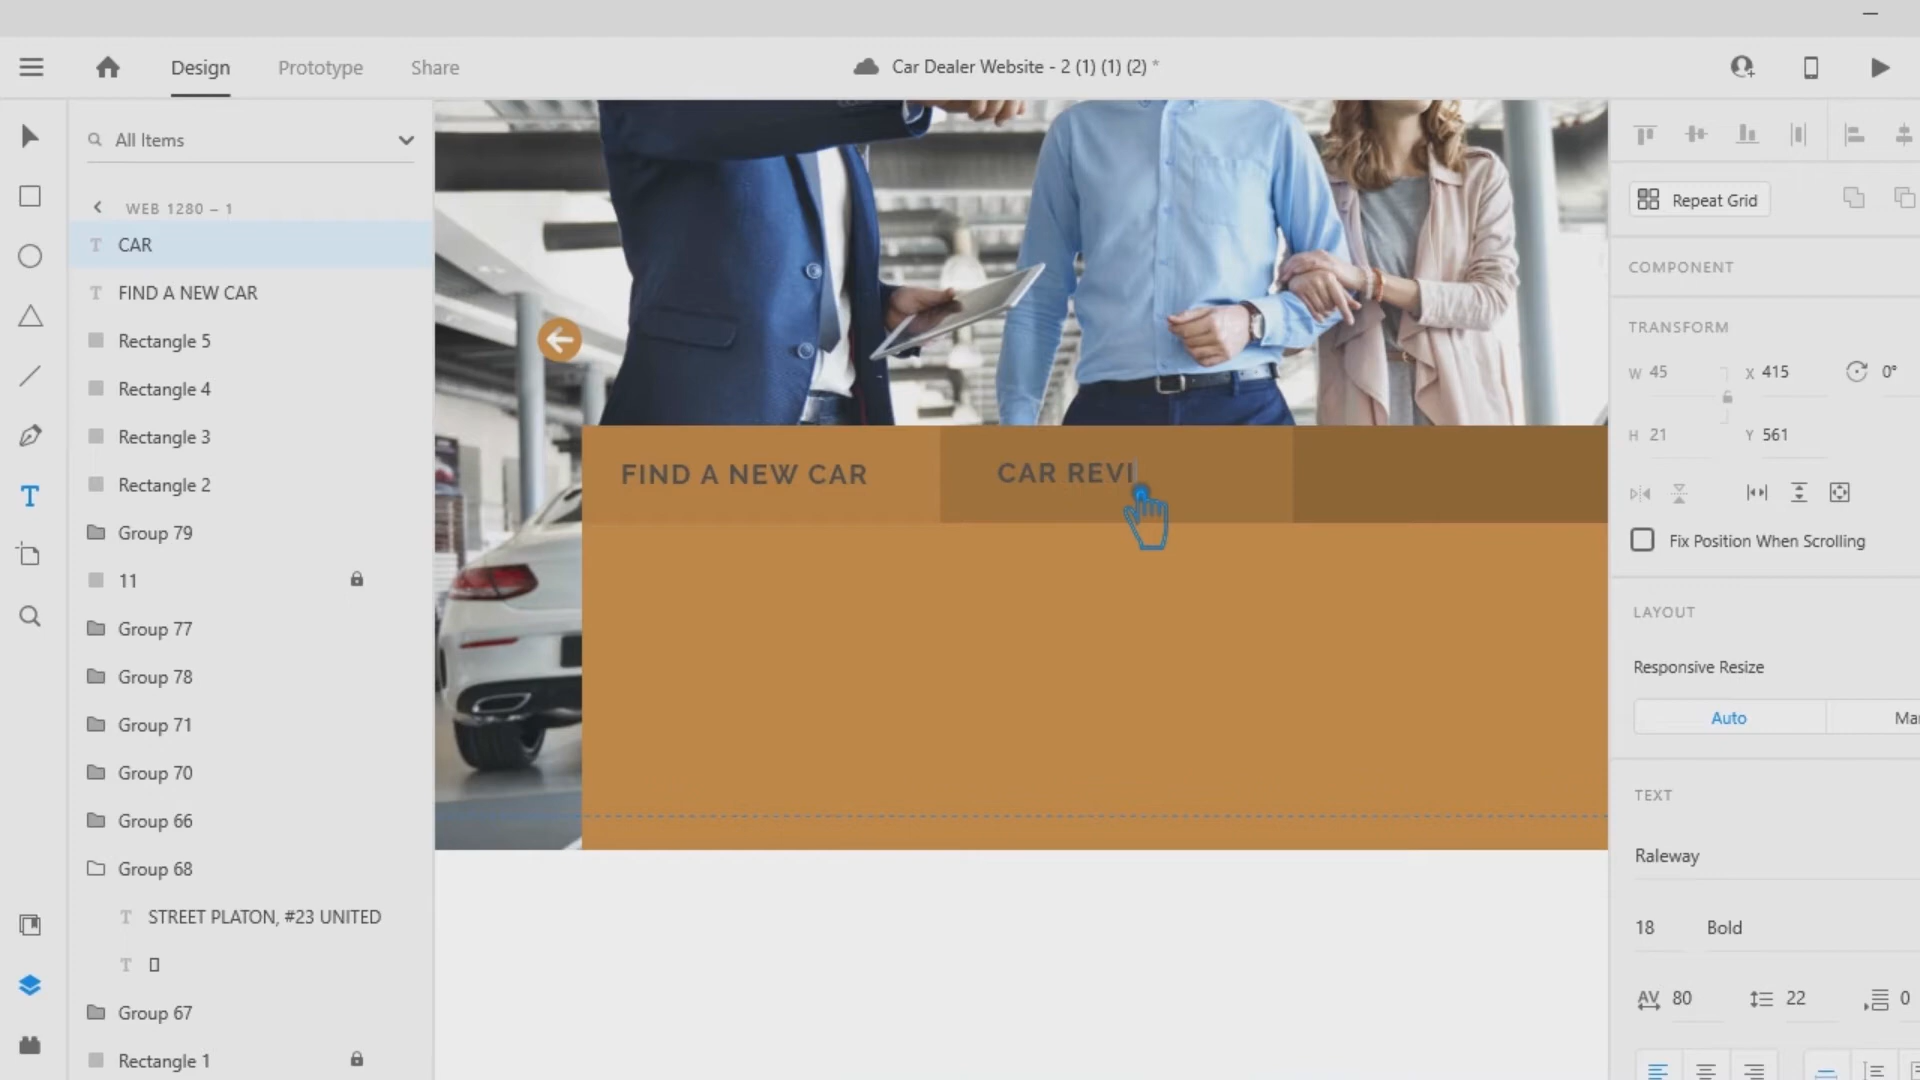 Design Prototype Share Car Dealer Website - 2 (1) (1) (2) *
All Items
WEB 1280 – 1
CAR
FIND A NEW CAR
Rectangle 5
Rectangle 4
Rectangle 3
Rectangle 2
Group 79
11
Group 77
Group 78
Group 71
Group 70
Group 66
Group 68
STREET PLATON, #23 UNITED
Group 67
Rectangle 1
FIND A NEW CAR CAR REVI
Repeat Grid
COMPONENT
TRANSFORM
W 45 X 415 0°
H 21 Y 561
Fix Position When Scrolling
LAYOUT
Responsive Resize
Auto Ma
TEXT
Raleway
18 Bold
AV 80 22 0